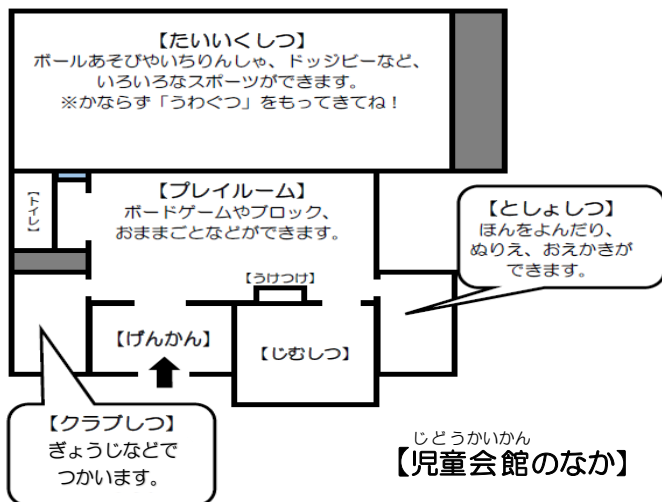 【たいいくしつ】
ボールあそびやいちりんしゃ、ドッジビーなど、
いろいろなスポーツができます。
※かならず「うわぐつ」をもってきてね！
【トイレ】
【プレイルーム】
ボードゲームやブロック、
おままごとなどができます。
【としょしつ】
ほんをよんだり、
ぬりえ、おえかきが
できます。
【うけつけ】
【げんかん】
【じむしつ】
【クラブしつ】
ぎょうじなどで
つかいます。
じどうかいかん
【児童会館のなか】